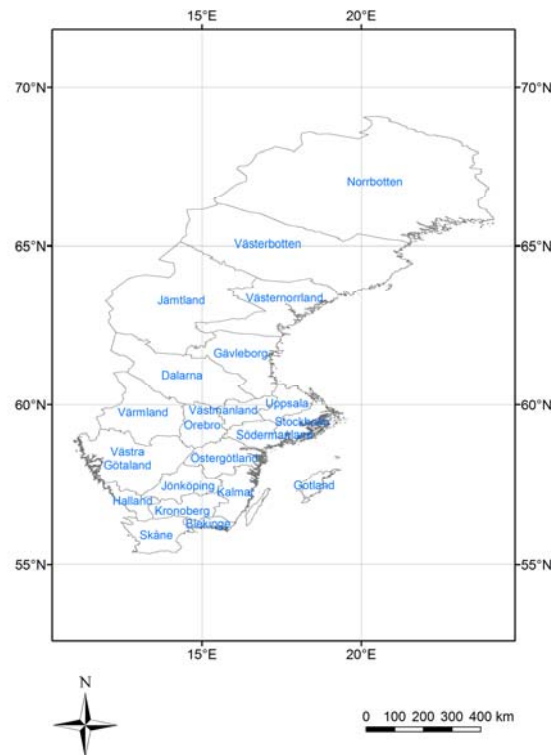 15°E 20°E
70°N 70°N
Norrbotten
65°N 65°N
Västerbotten
Jämtland
Västernorrland
Gävleborg
Dalarna
60°N 60°N
Uppsala
Värmland
Västmanland
Stockholm
Örebro
Södermanland
Västra
Götaland
Östergötland
Jönköping
Kalmar
Gotland
Halland
Kronoberg
Blekinge
Skåne
55°N 55°N
15°E 20°E
N
0 100 200 300 400 km